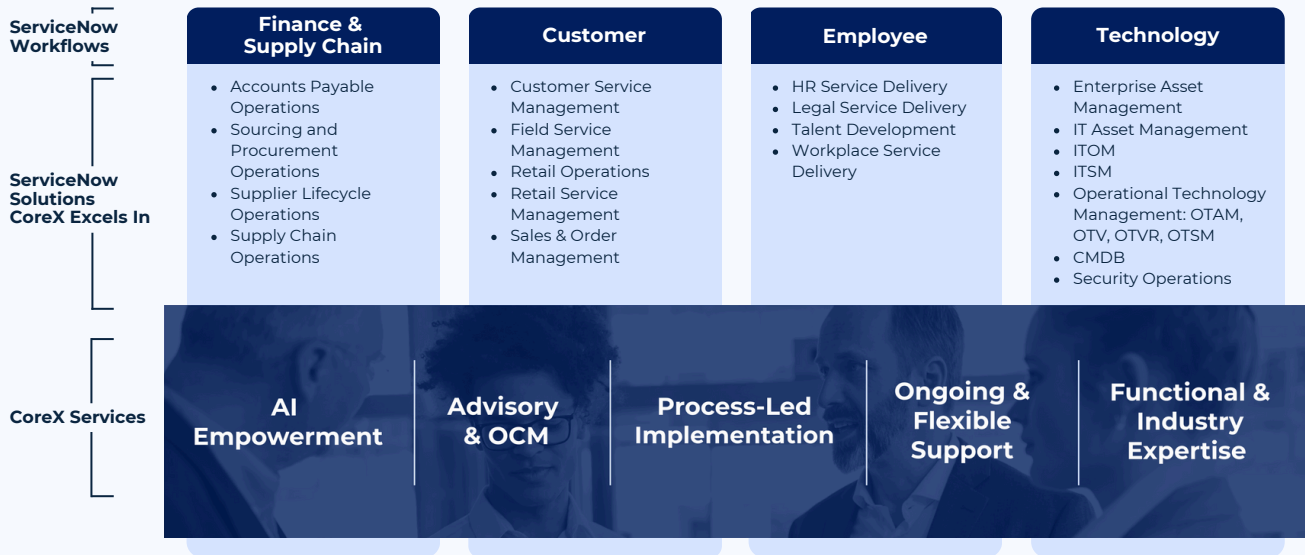 ServiceNow
Workflows
Finance &
Supply Chain
Customer
Employee
Technology
ServiceNow
Solutions
CoreX Excels In
• Accounts Payable
Operations
• Sourcing and
Procurement
Operations
• Supplier Lifecycle
Operations
• Supply Chain
Operations
• Customer Service
Management
• Field Service
Management
• Retail Operations
• Retail Service
Management
• Sales & Order
Management
• HR Service Delivery
• Legal Service Delivery
• Talent Development
• Workplace Service
Delivery
• Enterprise Asset
Management
• IT Asset Management
• ITOM
• ITSM
• Operational Technology
Management: OTAM,
OTV, OTVR, OTSM
• CMDB
• Security Operations
CoreX Services
AI
Empowerment
Advisory
& OCM
Process-Led
Implementation
Ongoing &
Flexible
Support
Functional &
Industry
Expertise